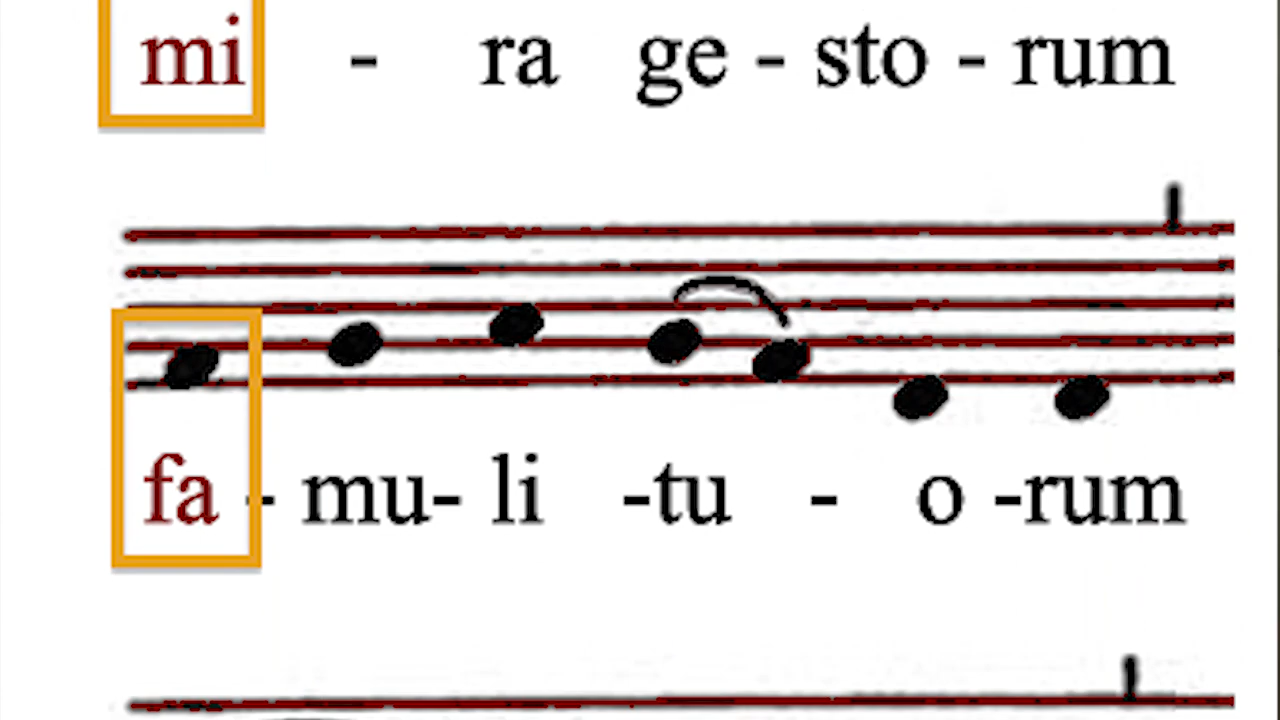 mi - ra ge - sto - rum
fa - mu- li -tu - o -rum